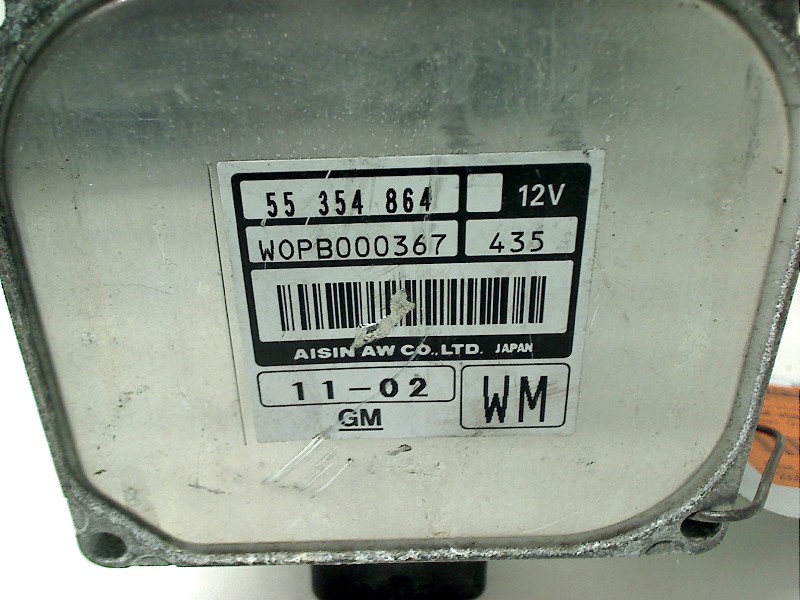 55 354 864 12V
W0PB000367 435
AISIN AW CO.,LTD. JAPAN
11-02 WM
GM